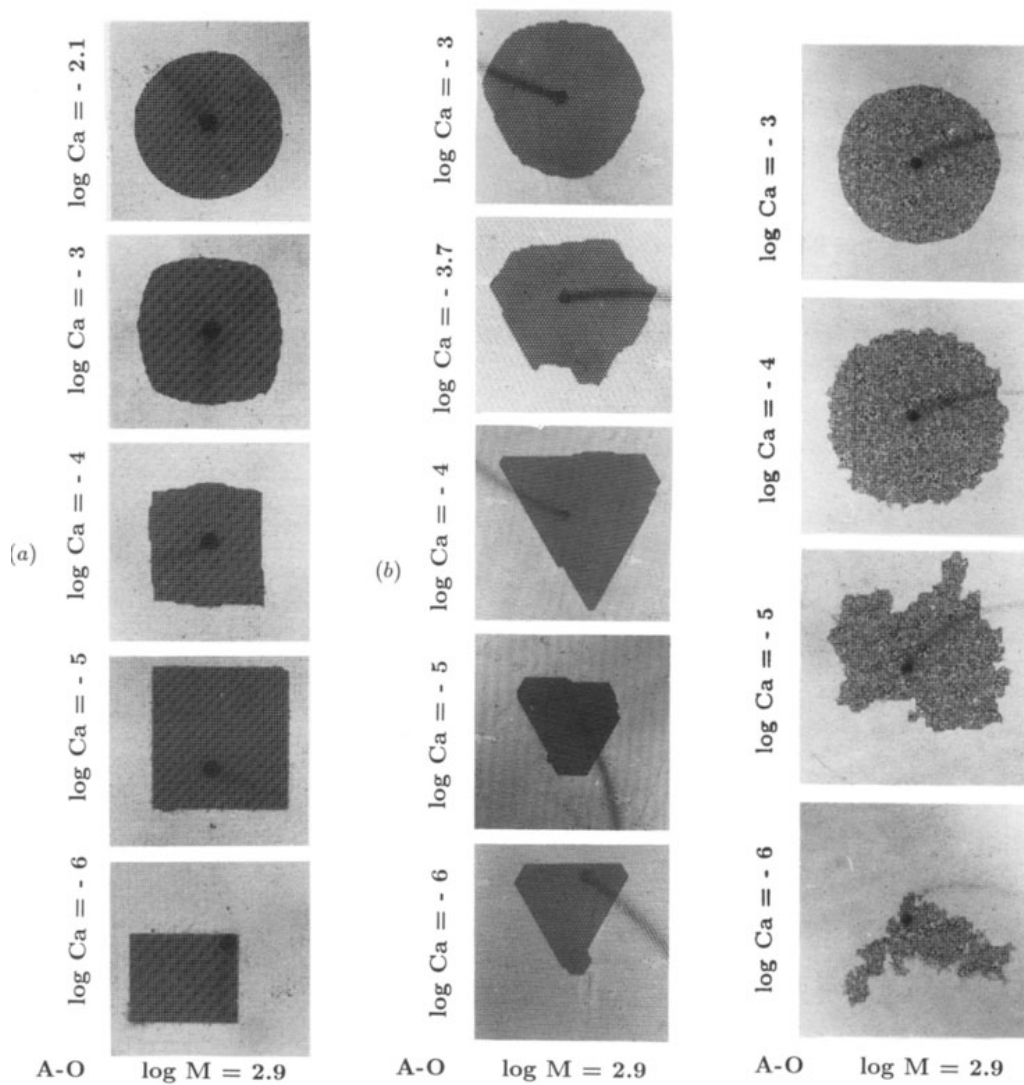 log Ca = - 2.1
log Ca = - 3
log Ca = - 4
(a)
log Ca = - 5
log Ca = - 6
A-O log M = 2.9
log Ca = - 3
log Ca = - 3.7
log Ca = - 4
(b)
log Ca = - 5
log Ca = - 6
A-O log M = 2.9
log Ca = - 3
log Ca = - 4
log Ca = - 5
log Ca = - 6
A-O log M = 2.9